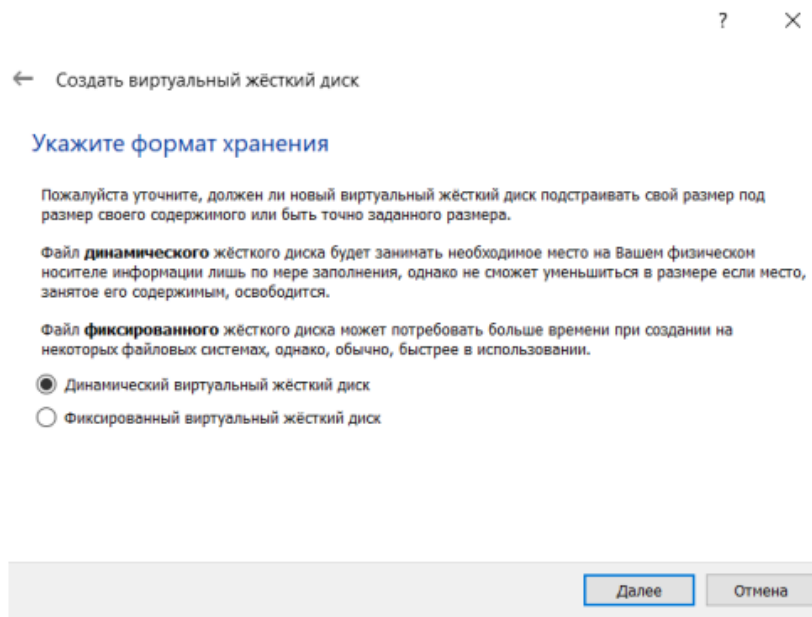 ?
Создать виртуальный жёсткий диск
Укажите формат хранения
Пожалуйста уточните, должен ли новый виртуальный жёсткий диск подстраивать свой размер под
размер своего содержимого или быть точно заданного размера.
Файл динамического жёсткого диска будет занимать необходимое место на Вашем физическом
носителе информации лишь по мере заполнения, однако не сможет уменьшиться в размере если место,
занятое его содержимым, освободится.
Файл фиксированного жёсткого диска может потребовать больше времени при создании на
некоторых файловых системах, однако, обычно, быстрее в использовании.
Динамический виртуальный жёсткий диск
Фиксированный виртуальный жёсткий диск
Далее
Отмена